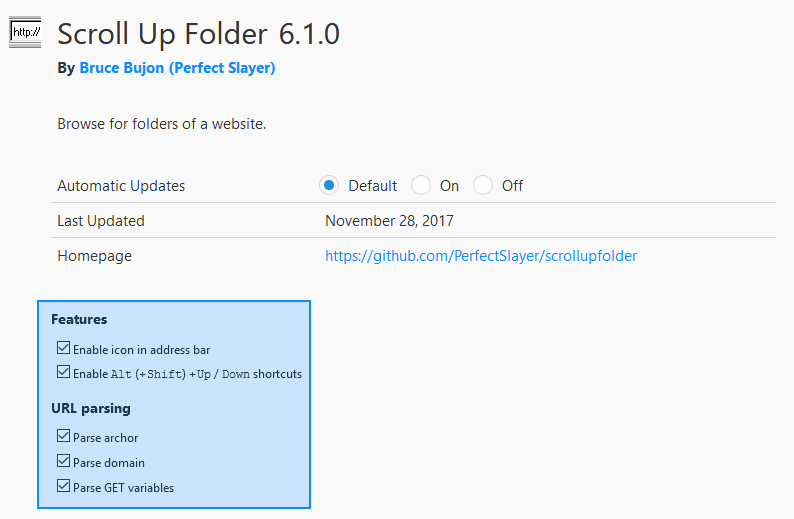 http://
Scroll Up Folder 6.1.0
By Bruce Bujon (Perfect Slayer)
Browse for folders of a website.
Automatic Updates Default On Off
Last Updated November 28, 2017
Homepage https://github.com/PerfectSlayer/scrollupfolder
Features
Enable icon in address bar
Enable Alt (+Shift) +Up / Down shortcuts
URL parsing
Parse archor
Parse domain
Parse GET variables